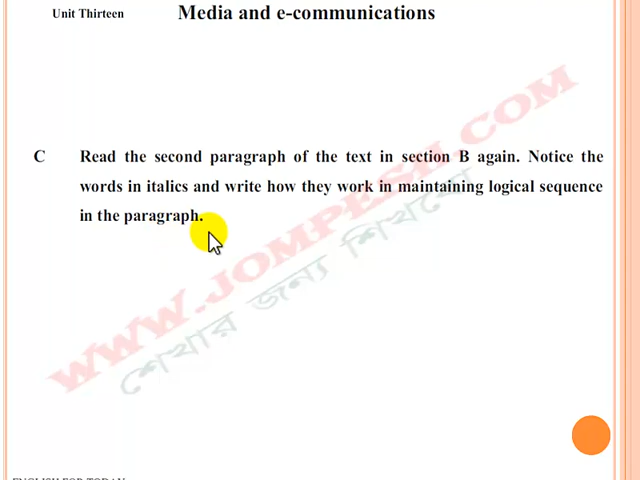 Unit Thirteen Media and e-communications
C Read the second paragraph of the text in section B again. Notice the
words in italics and write how they work in maintaining logical sequence
in the paragraph.
WWW.JOMPESH.COM
শেখার জন্য শিখছে
ENGLISH FOR TODAY